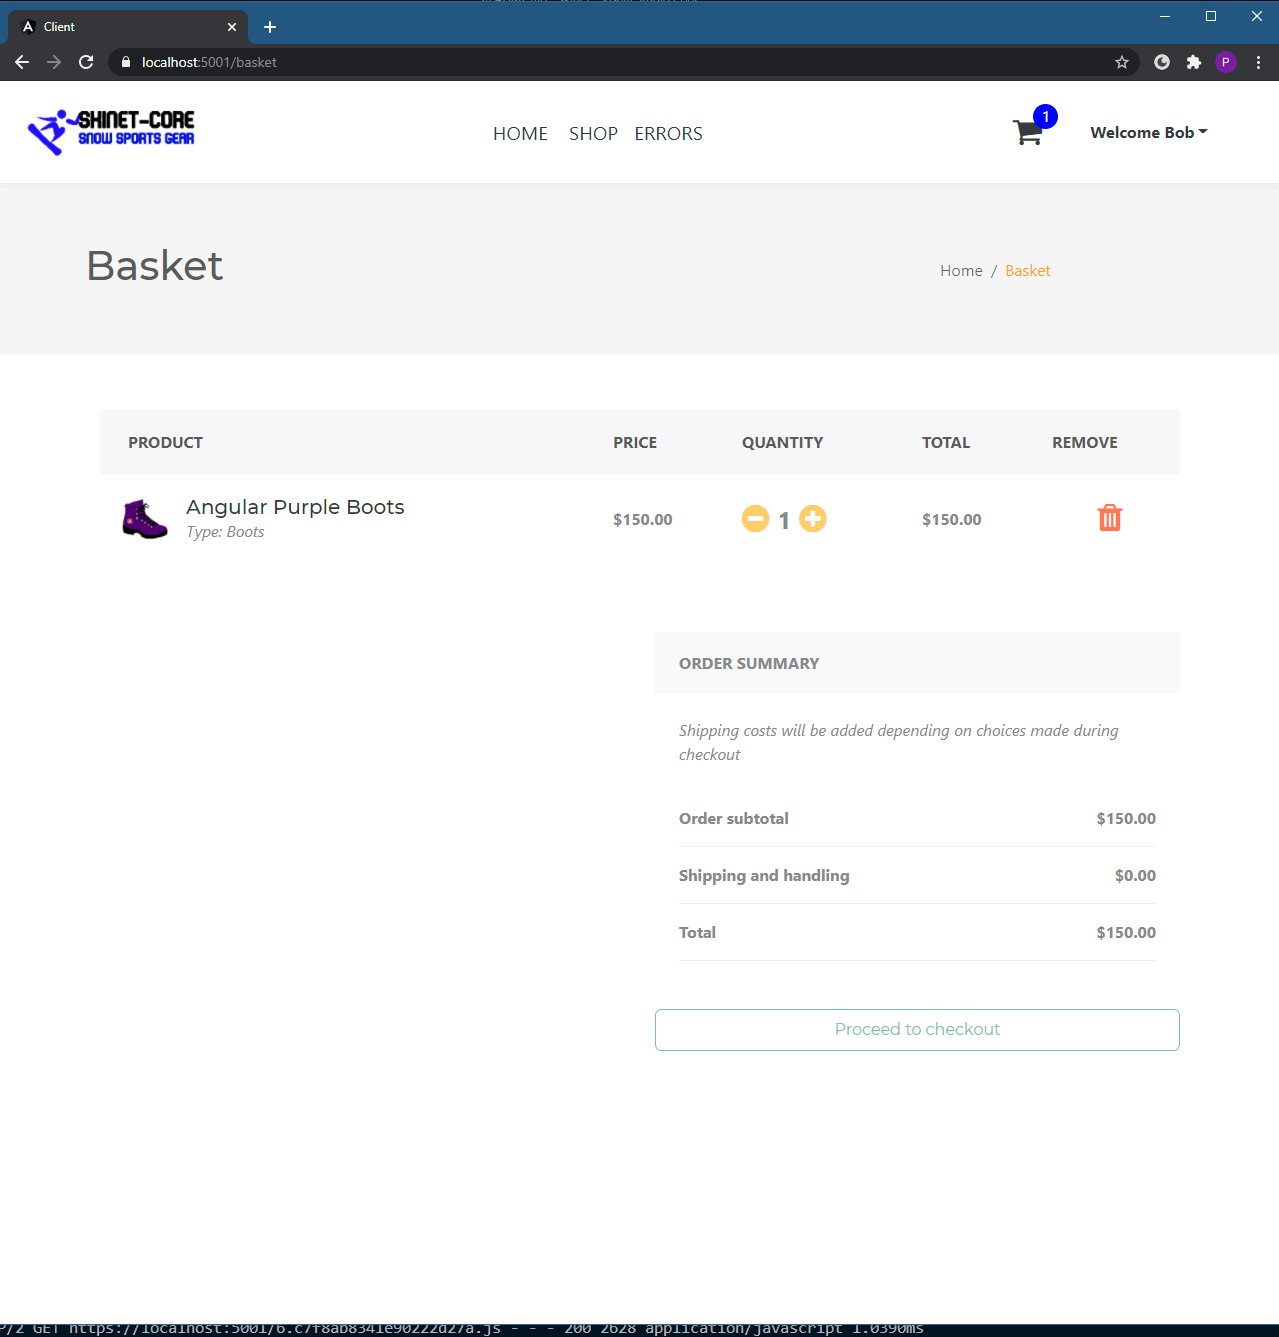 Client
localhost:5001/basket
P
SHINET-CORE
SNOW SPORTS GEAR
HOME SHOP ERRORS
1
Welcome Bob
Basket
Home / Basket
PRODUCT PRICE QUANTITY TOTAL REMOVE
Angular Purple Boots
Type: Boots
$150.00 1 $150.00
ORDER SUMMARY
Shipping costs will be added depending on choices made during
checkout
Order subtotal $150.00
Shipping and handling $0.00
Total $150.00
Proceed to checkout
P/2 GET https://localhost:5001/6.c7f8ab8341e90222d27a.js - - - 200 2628 application/javascript 1.0390ms